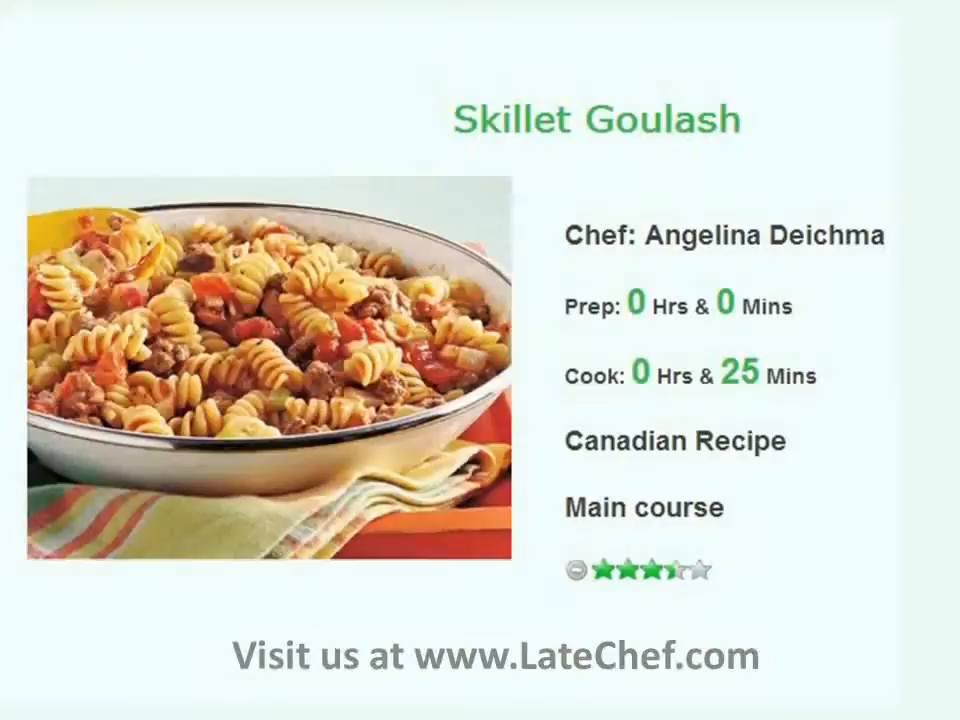 Skillet Goulash
Chef: Angelina Deichma
Prep: 0 Hrs & 0 Mins
Cook: 0 Hrs & 25 Mins
Canadian Recipe
Main course
Visit us at www.LateChef.com